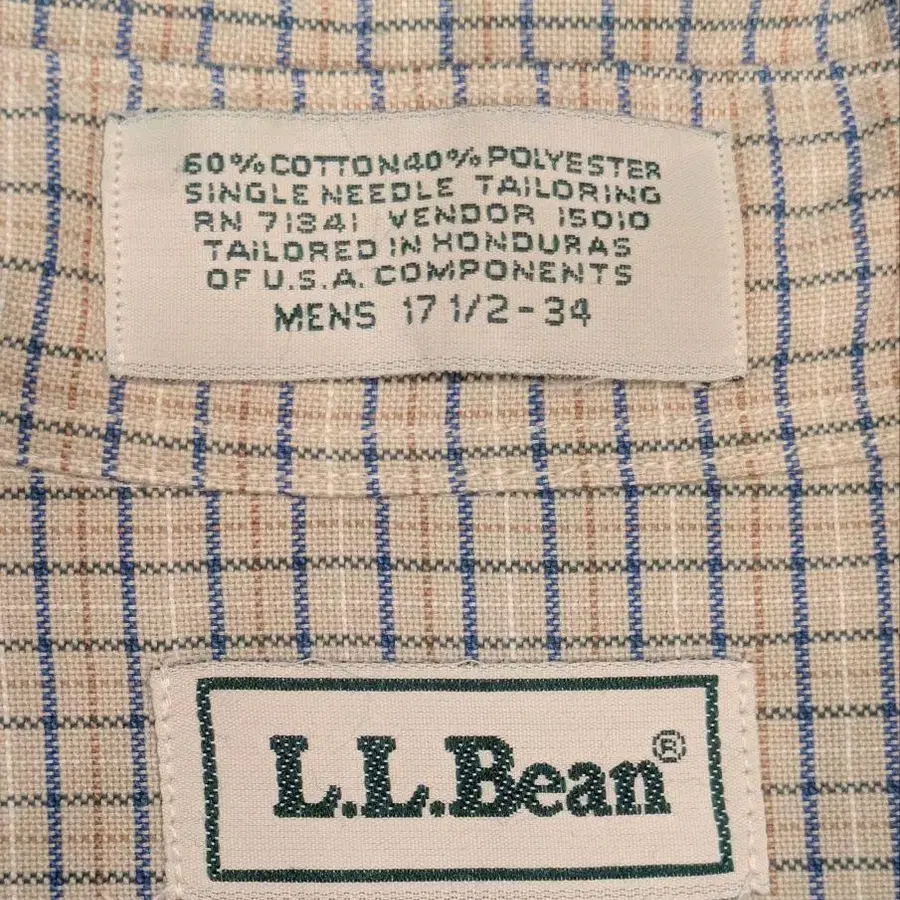 60% COTTON 40% POLYESTER
SINGLE NEEDLE TAILORING
RN 71341 VENDOR 15010
TAILORED IN HONDURAS
OF U.S.A. COMPONENTS
MENS 17 1/2-34
L.L.Bean®